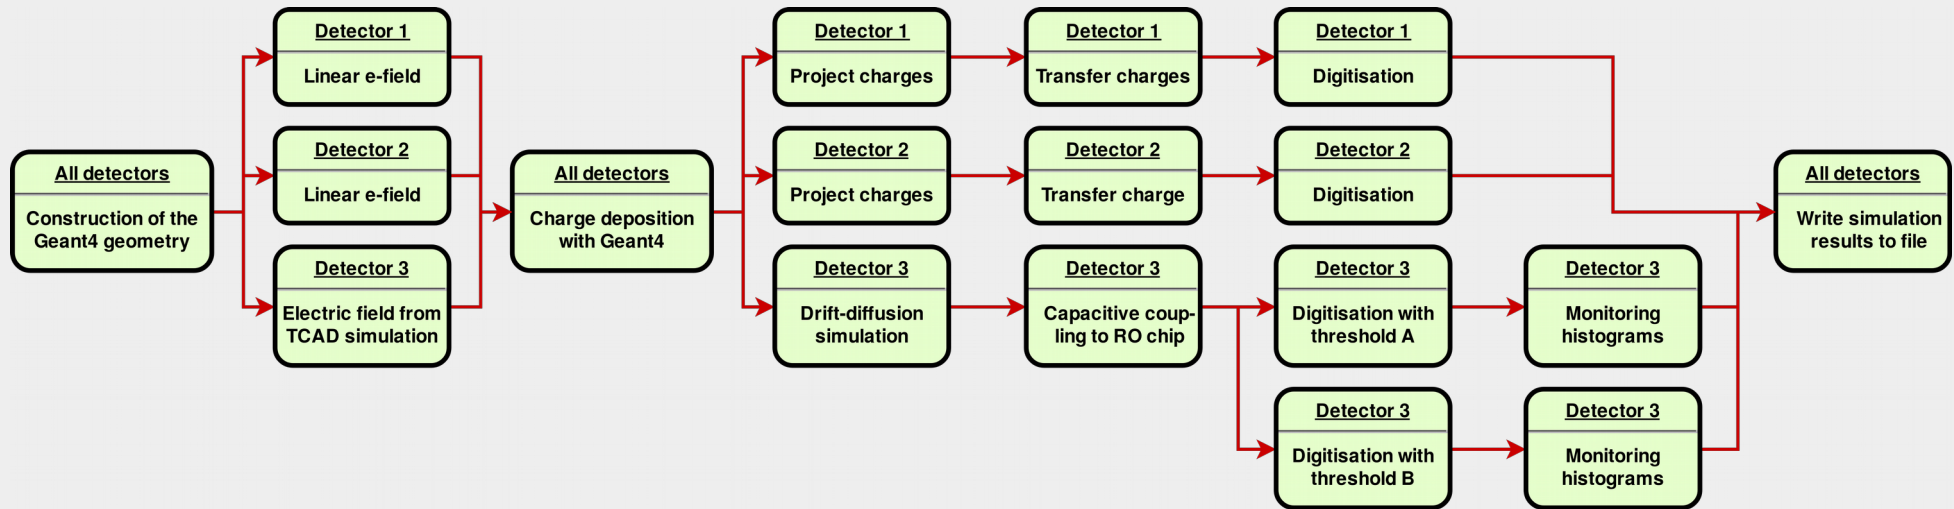 All detectors
Construction of the
Geant4 geometry
Detector 1
Linear e-field
Detector 2
Linear e-field
Detector 3
Electric field from
TCAD simulation
All detectors
Charge deposition
with Geant4
Detector 1
Project charges
Detector 1
Transfer charges
Detector 1
Digitisation
Detector 2
Project charges
Detector 2
Transfer charge
Detector 2
Digitisation
Detector 3
Drift-diffusion
simulation
Detector 3
Capacitive coup-
ling to RO chip
Detector 3
Digitisation with
threshold A
Detector 3
Monitoring
histograms
Detector 3
Digitisation with
threshold B
Detector 3
Monitoring
histograms
All detectors
Write simulation
results to file